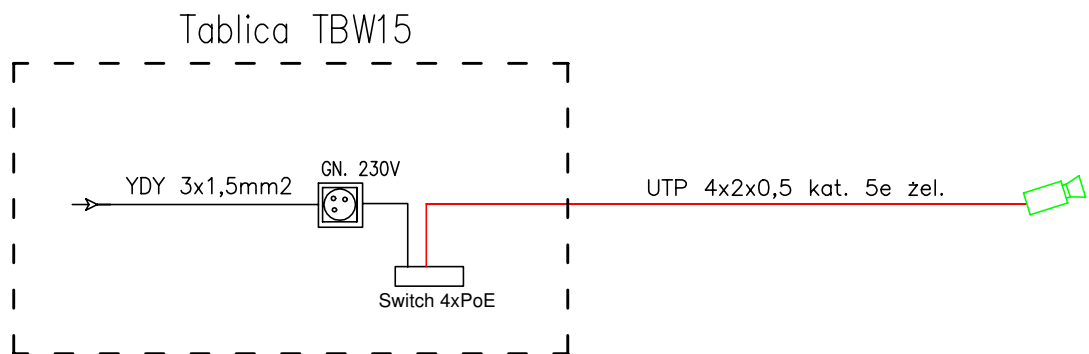 Tablica TBW15
GN. 230V
YDY 3x1,5mm2
UTP 4x2x0,5 kat. 5e żel.
Switch 4xPoE